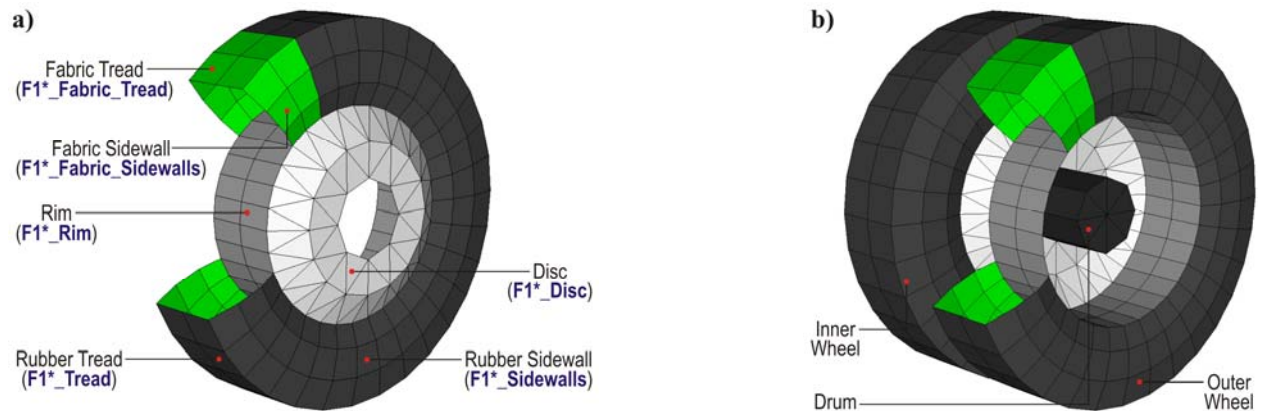 a)
Fabric Tread
(F1*_Fabric_Tread)
Fabric Sidewall
(F1*_Fabric_Sidewalls)
Rim
(F1*_Rim)
Disc
(F1*_Disc)
Rubber Tread
(F1*_Tread)
Rubber Sidewall
(F1*_Sidewalls)
b)
Inner
Wheel
Drum
Outer
Wheel